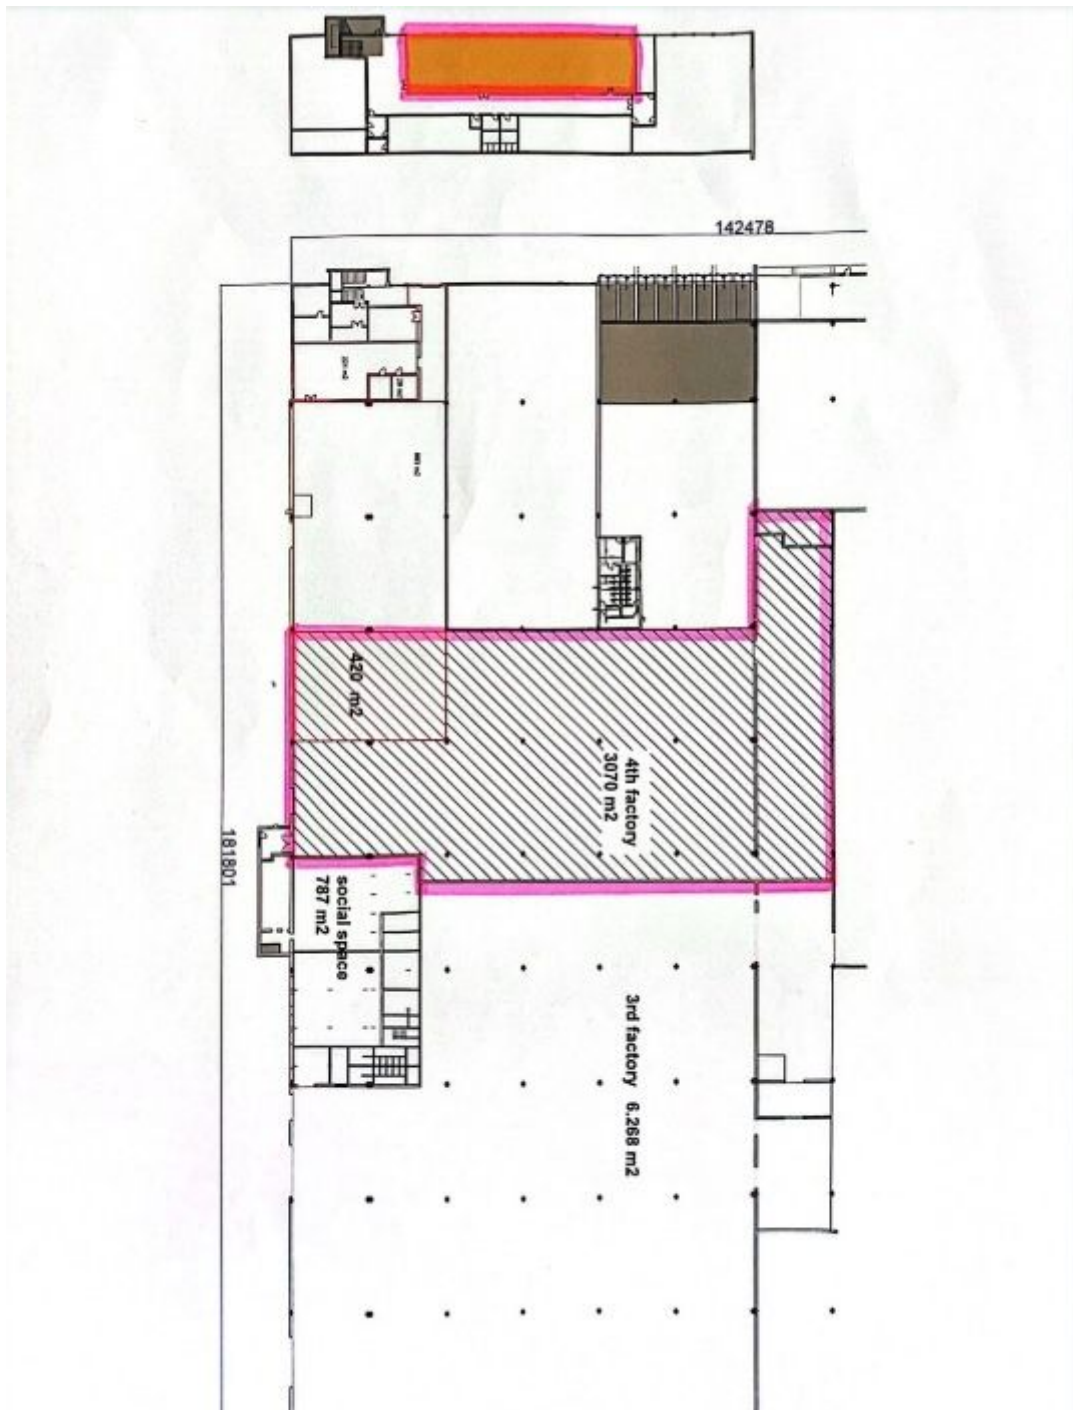 142478
420 m2
4th factory
3070 m2
181801
social space
787 m2
3rd factory 6.268 m2